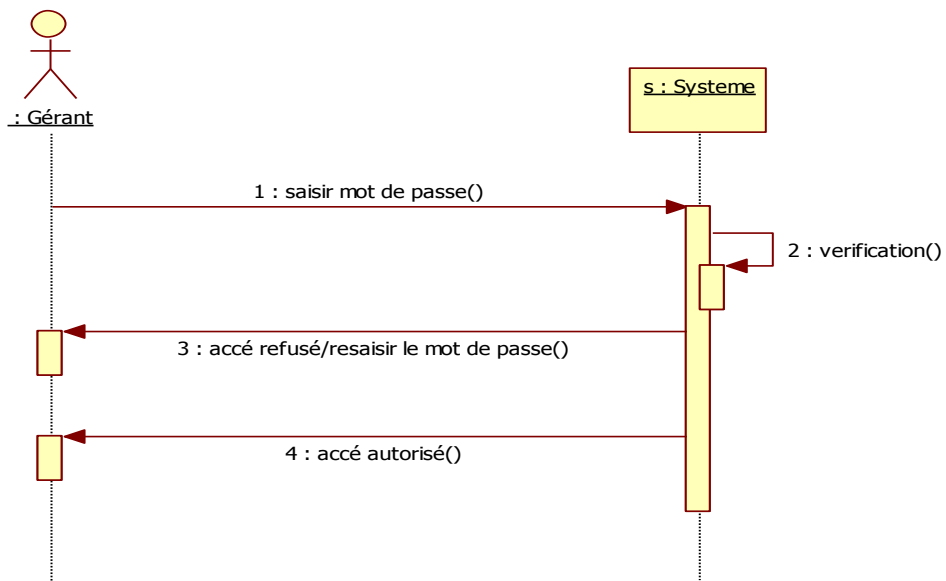 s : Systeme
: Gérant
1 : saisir mot de passe()
2 : verification()
3 : accé refusé/resaisir le mot de passe()
4 : accé autorisé()